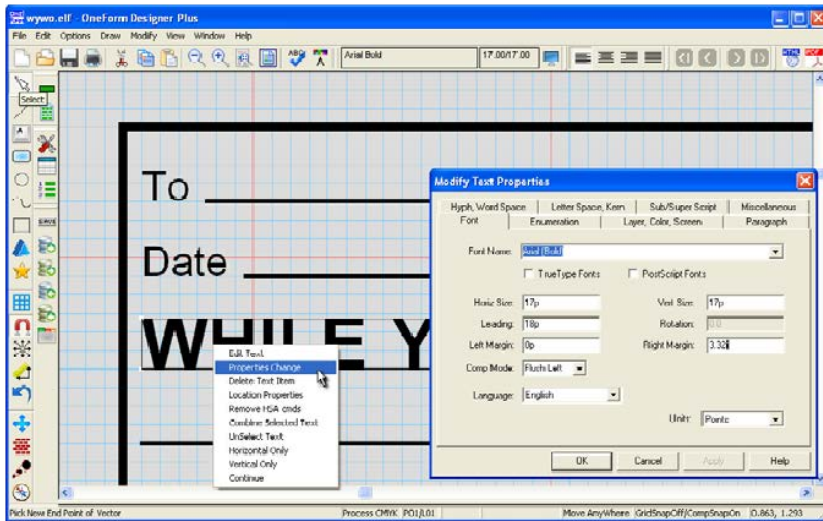 wywo.elf - OneForm Designer Plus
File Edit Options Draw Modify View Window Help
ABC
Arial Bold
17.00/17.00
HTML
PDF
Select
A
SAVE
To
Date
WHILE Y
Edit Text
Properties Change
Delete Text Item
Location Properties
Remove HSA cmds
Combine Selected Text
UnSelect Text
Horizontal Only
Vertical Only
Continue
Modify Text Properties
Hyph, Word Space Letter Space, Kern Sub/Super Script Miscellaneous
Font Enumeration Layer, Color, Screen Paragraph
Font Name: Arial (Bold)
TrueType Fonts PostScript Fonts
Horiz Size: 17p Vert Size: 17p
Leading: 18p Rotation: 0.0
Left Margin: 0p Right Margin: 3.32
Comp Mode: Flush Left
Language: English
Units: Points
OK Cancel Apply Help
Pick New End Point of Vector Process CMYK PO1/L01 Move AnyWhere GridSnapOff/CompSnapOn 0.863, 1.293